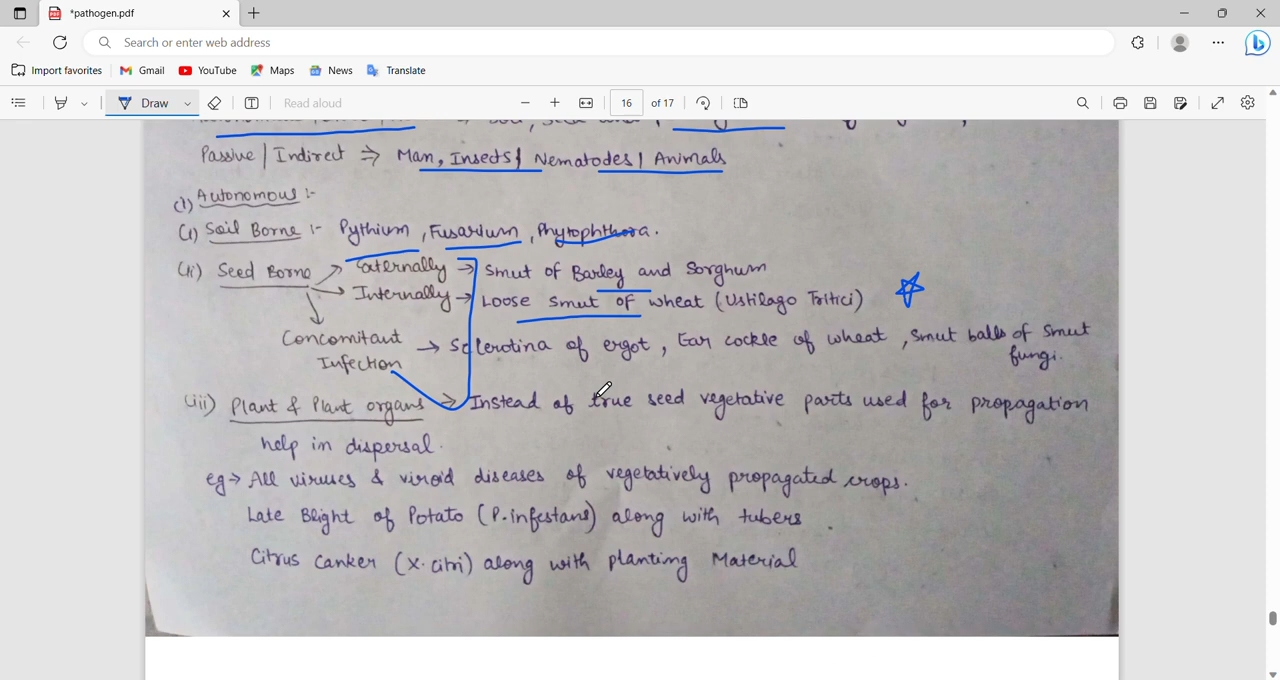 *pathogen.pdf
Search or enter web address
Import favorites Gmail YouTube Maps News Translate
Draw Read aloud 16 of 17
Passive | Indirect ⇒ Man, Insects | Nematodes | Animals
(1) Autonomous :-
(i) Soil Borne :- Pythium, Fusarium, Phytophthora.
(ii) Seed Borne → Externally → Smut of Barley and Sorghum
→ Internally → Loose smut of wheat (Ustilago Tritici)
Concomitant Infection → Sclerotina of ergot, Ear cockle of wheat, Smut balls of Smut fungi.
(iii) Plant & Plant organs → Instead of true seed vegetative parts used for propagation
help in dispersal.
eg → All viruses & viroid diseases of vegetatively propagated crops.
Late Blight of Potato (P. infestans) along with tubers
Citrus canker (X. citri) along with planting Material